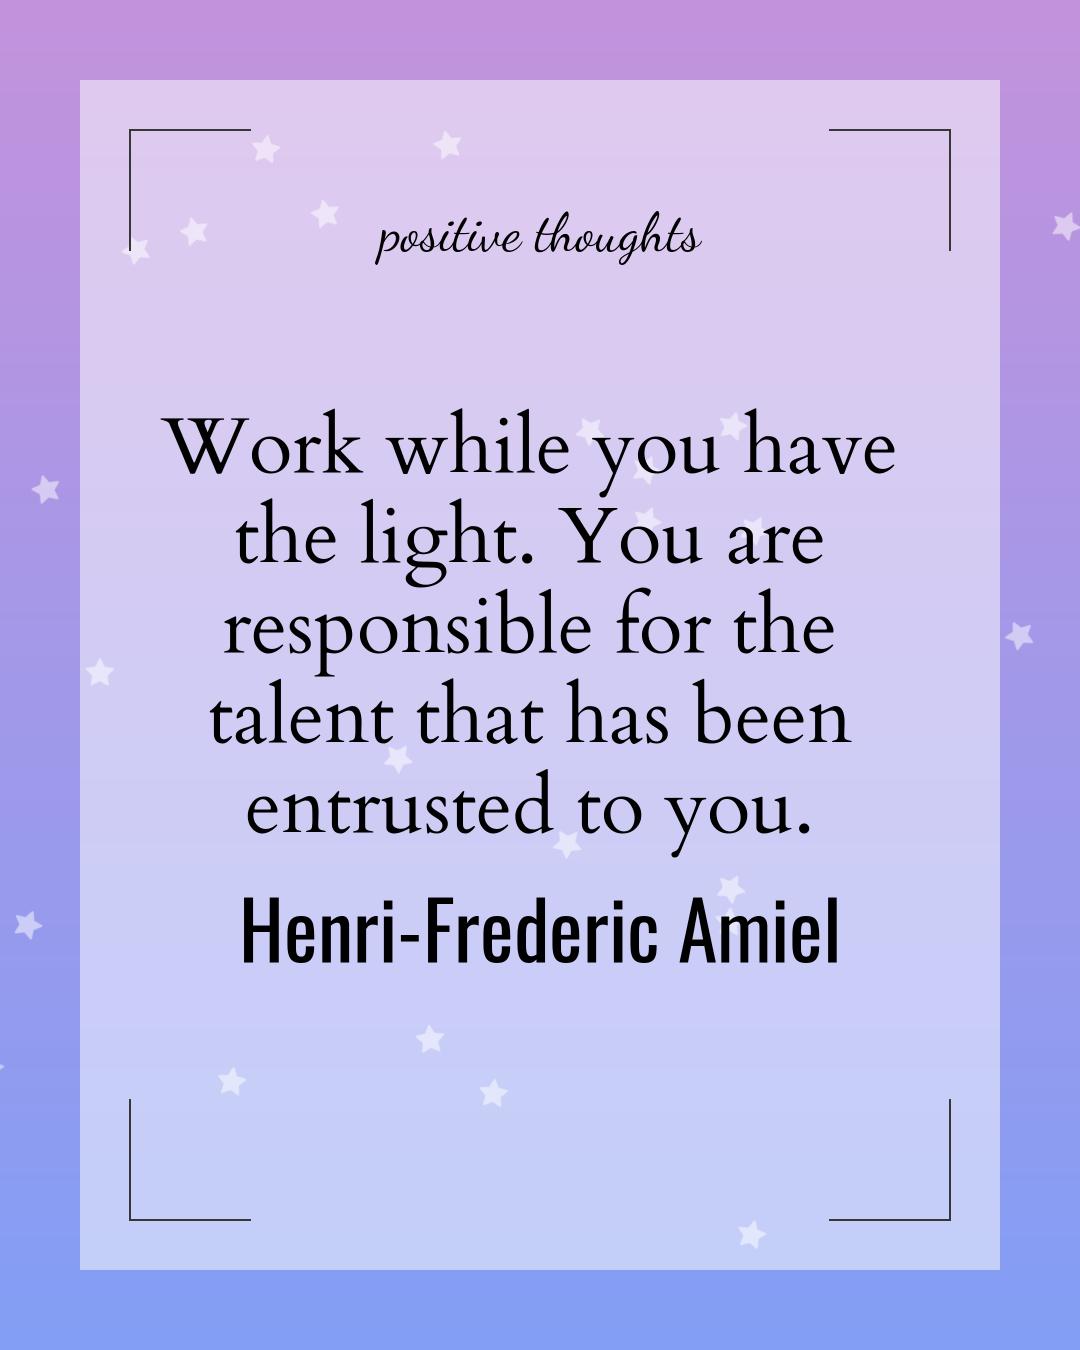 positive thoughts
Work while you have
the light. You are
responsible for the
talent that has been
entrusted to you.
Henri-Frederic Amiel